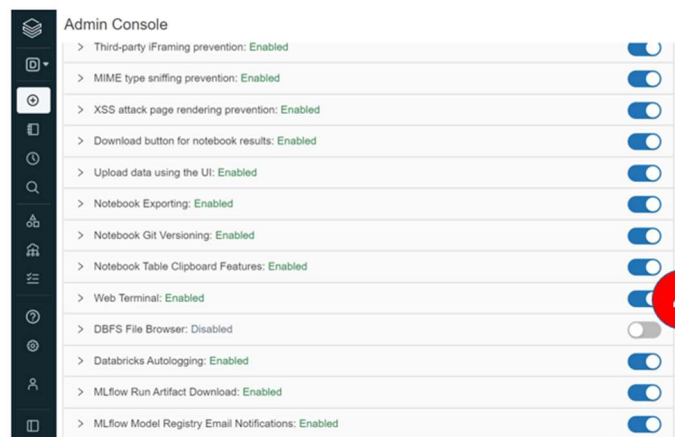 Admin Console
Third-party iFraming prevention: Enabled
D
MIME type sniffing prevention: Enabled
XSS attack page rendering prevention: Enabled
Download button for notebook results: Enabled
Upload data using the UI: Enabled
Notebook Exporting: Enabled
Notebook Git Versioning: Enabled
Notebook Table Clipboard Features: Enabled
Web Terminal: Enabled
DBFS File Browser: Disabled
Databricks Autologging: Enabled
MLflow Run Artifact Download: Enabled
MLflow Model Registry Email Notifications: Enabled